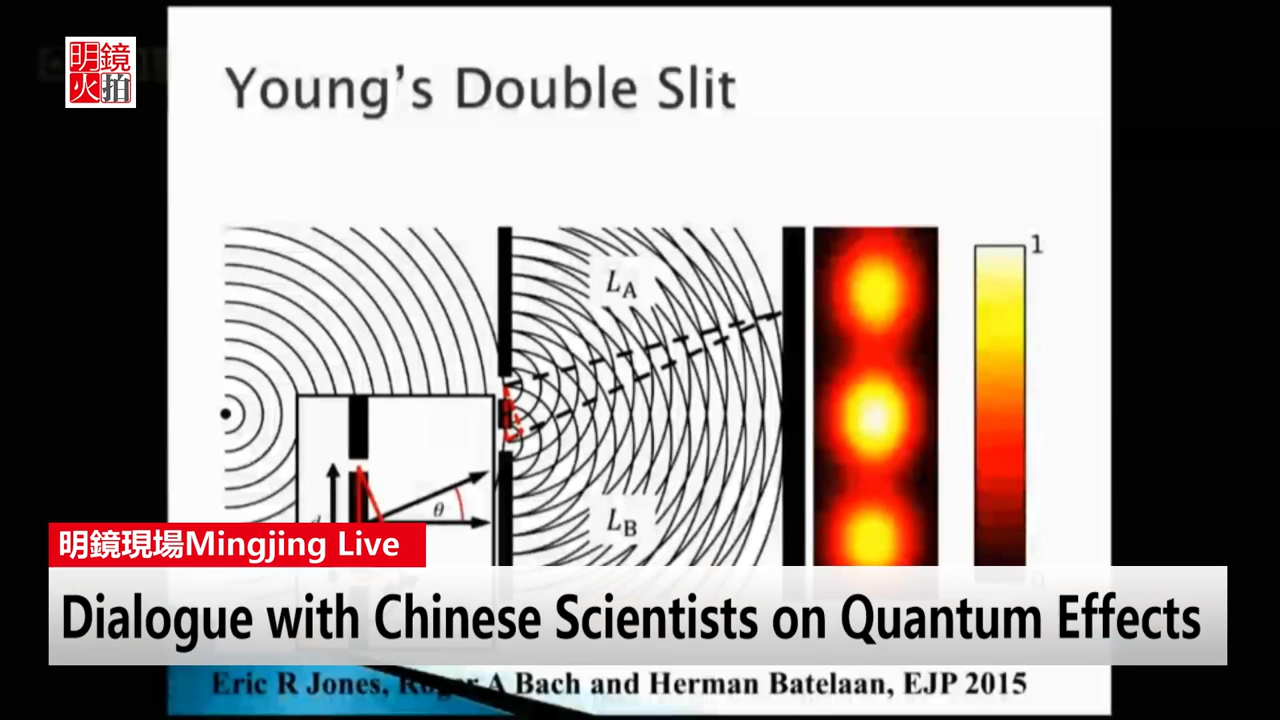 明鏡
火拍
Young's Double Slit
1
L_A
θ
L_B
明鏡現場Mingjing Live
Dialogue with Chinese Scientists on Quantum Effects
Eric R Jones, Roger A Bach and Herman Batelaan, EJP 2015